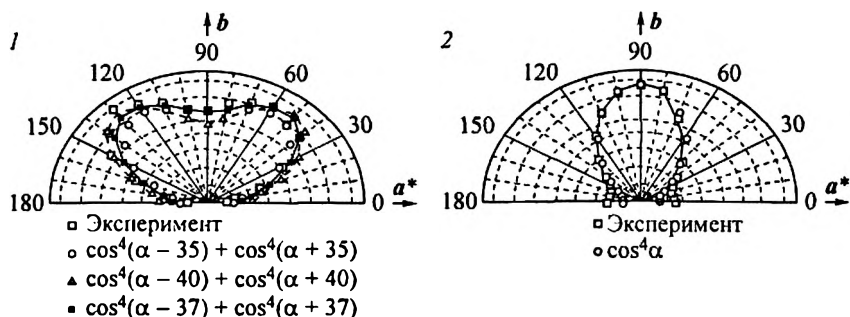 1
b
90
120
60
150
30
180
0
a*
Эксперимент
cos⁴(α − 35) + cos⁴(α + 35)
cos⁴(α − 40) + cos⁴(α + 40)
cos⁴(α − 37) + cos⁴(α + 37)
2
b
90
120
60
150
30
180
0
a*
Эксперимент
cos⁴α